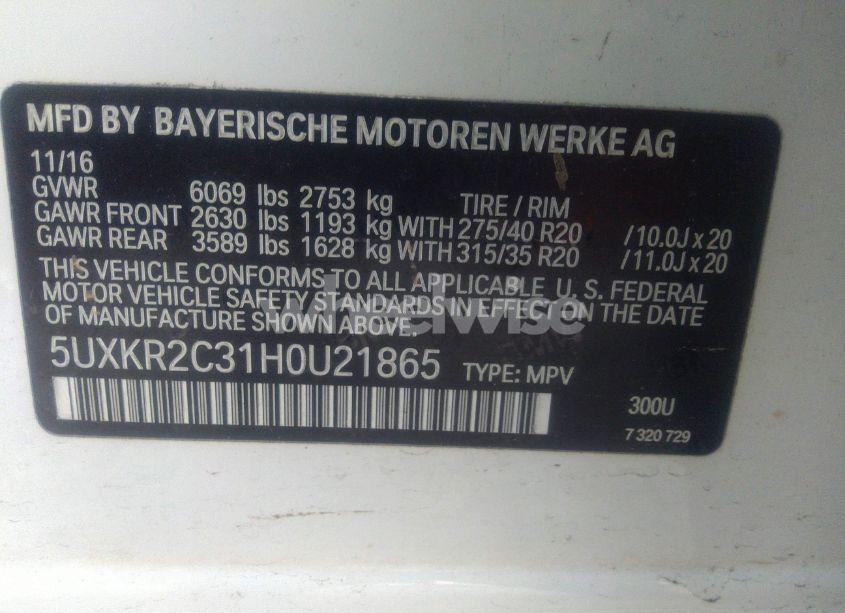 MFD BY BAYERISCHE MOTOREN WERKE AG
11/16
GVWR 6069 lbs 2753 kg TIRE / RIM
GAWR FRONT 2630 lbs 1193 kg WITH 275/40 R20 /10.0J x 20
GAWR REAR 3589 lbs 1628 kg WITH 315/35 R20 /11.0J x 20
THIS VEHICLE CONFORMS TO ALL APPLICABLE U. S. FEDERAL
MOTOR VEHICLE SAFETY STANDARDS IN EFFECT ON THE DATE
OF MANUFACTURE SHOWN ABOVE.
wheelwise
5UXKR2C31H0U21865 TYPE: MPV
300U
7 320 729